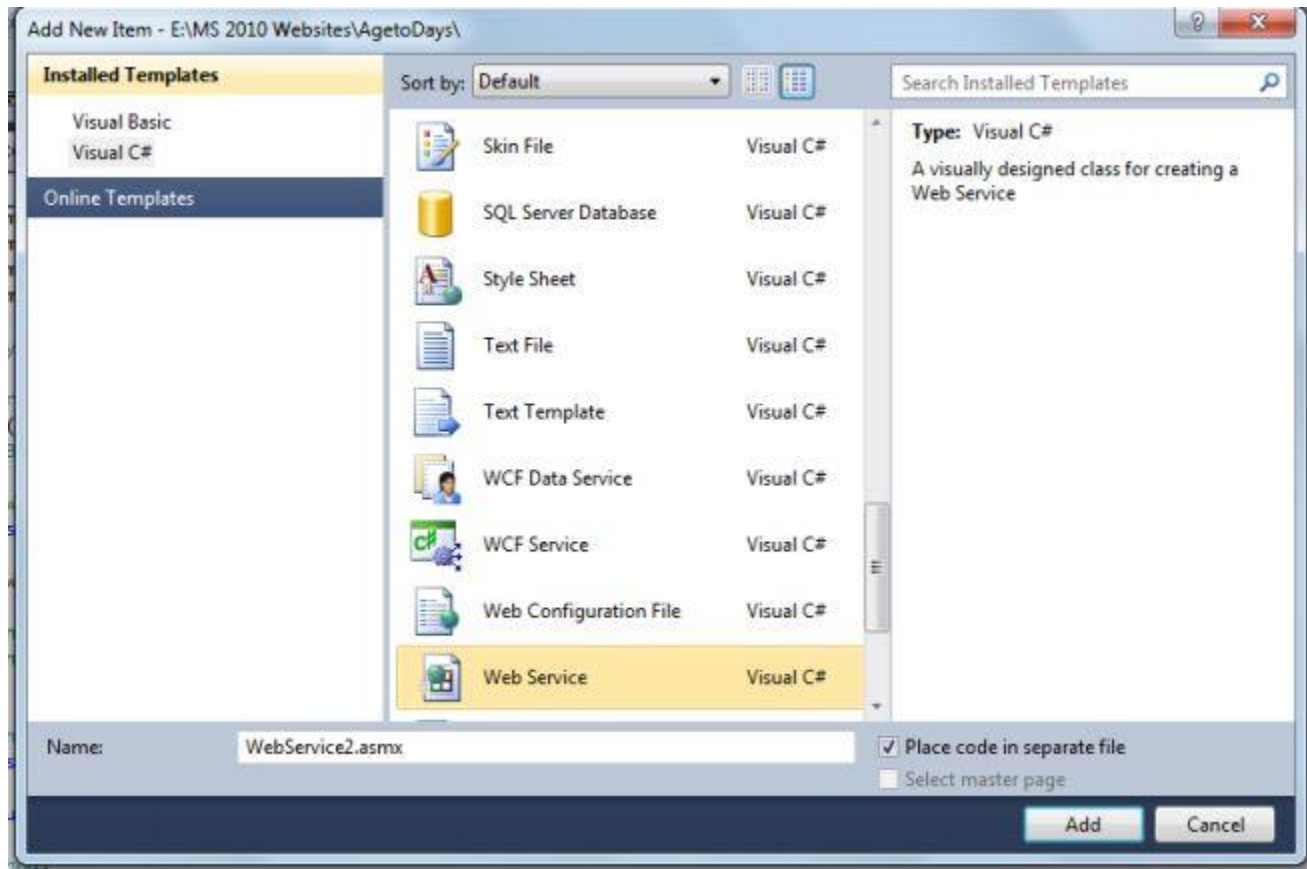 Add New Item - E:\MS 2010 Websites\AgetoDays\
Installed Templates
Visual Basic
Visual C#
Online Templates
Sort by: Default
Search Installed Templates
Skin File Visual C#
SQL Server Database Visual C#
Style Sheet Visual C#
Text File Visual C#
Text Template Visual C#
WCF Data Service Visual C#
WCF Service Visual C#
Web Configuration File Visual C#
Web Service Visual C#
Type: Visual C#
A visually designed class for creating a
Web Service
Name: WebService2.asmx
Place code in separate file
Select master page
Add Cancel